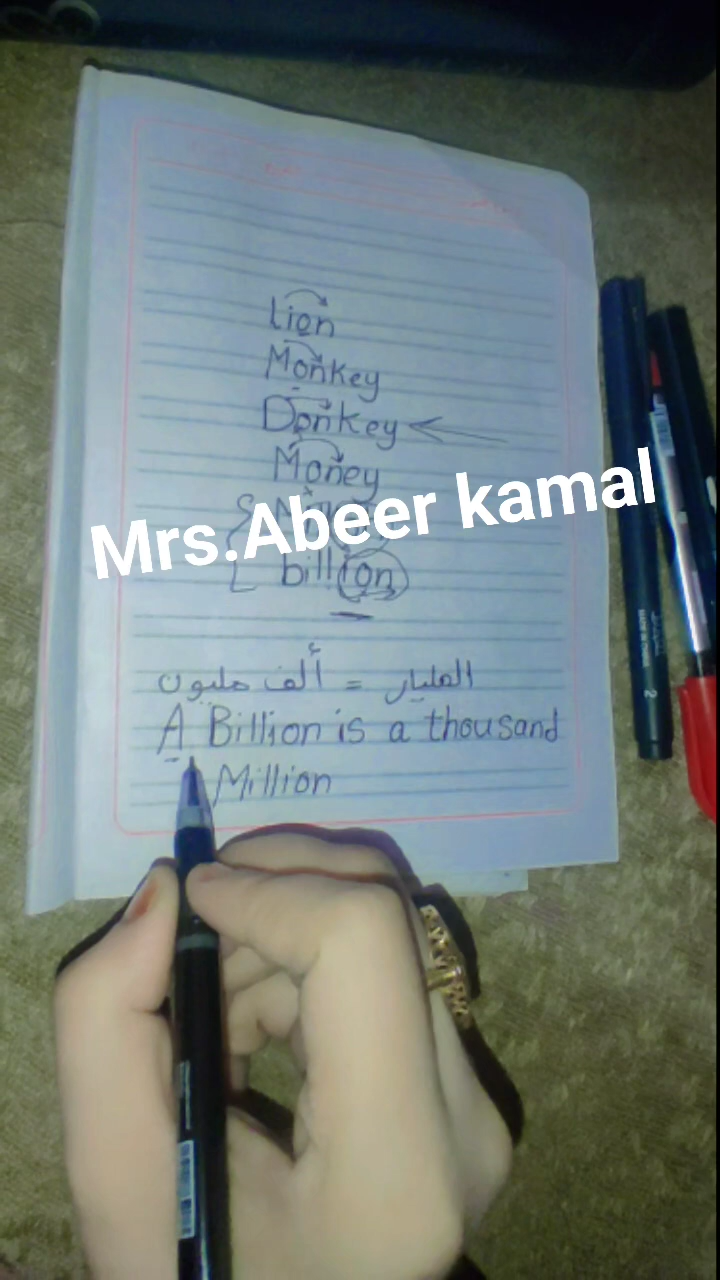 Lion
Monkey
Donkey
Money
Mrs.Abeer kamal
billion
المليار = ألف مليون
A Billion is a thousand
Million